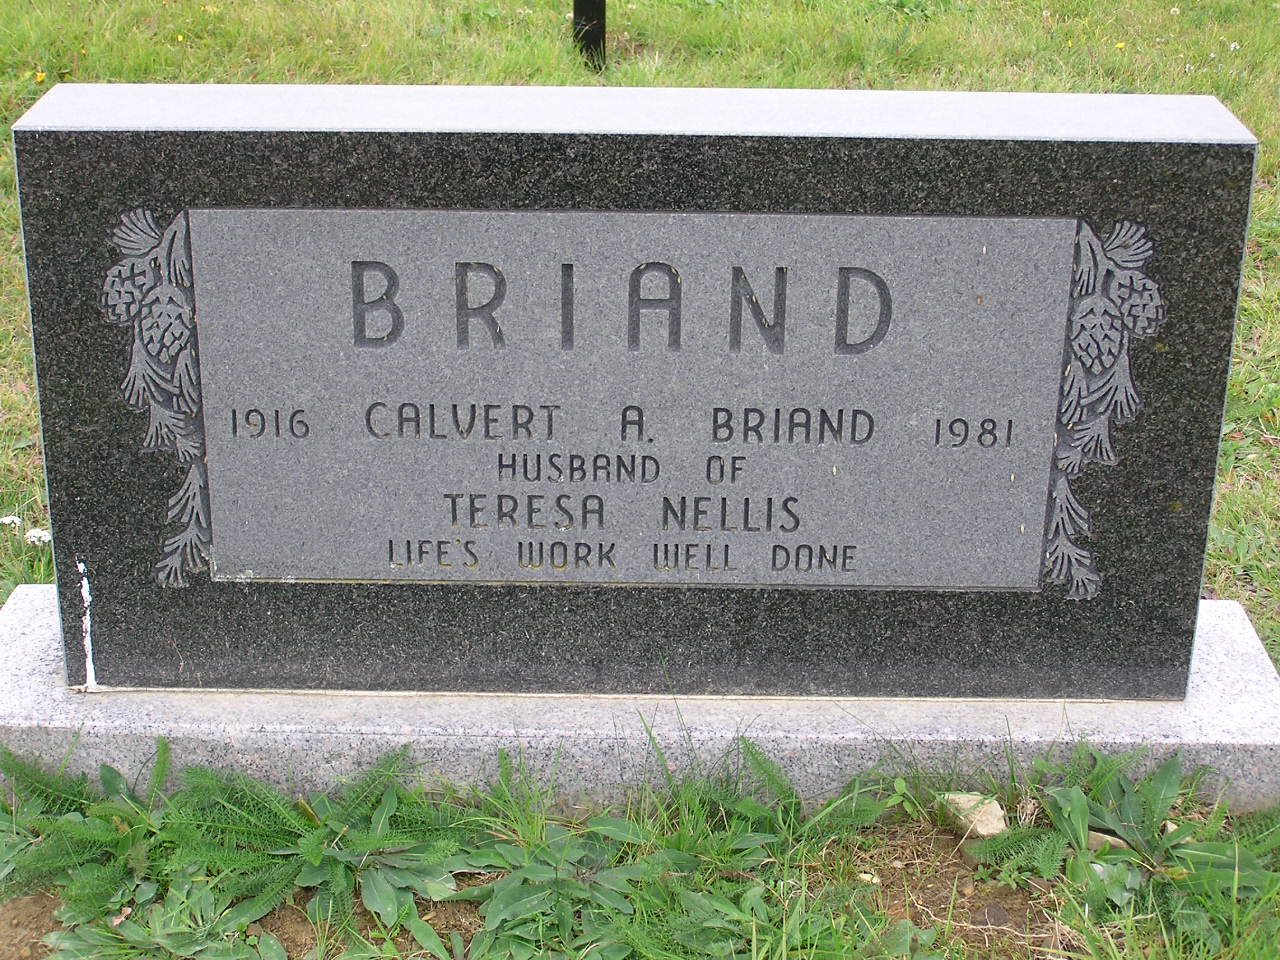 BRIAND
1916 CALVERT A. BRIAND 1981
HUSBAND OF
TERESA NELLIS
LIFE'S WORK WELL DONE